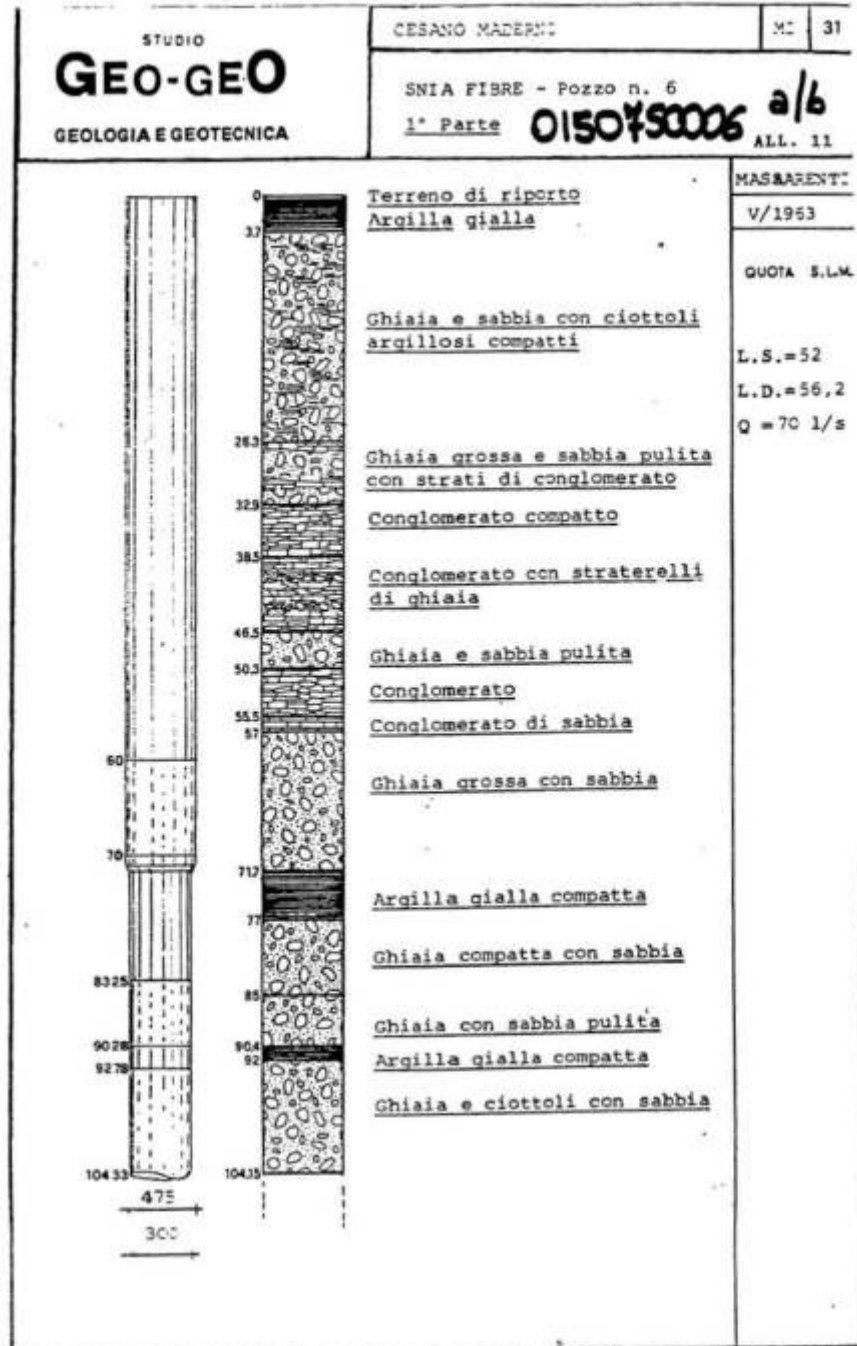 STUDIO
GEO-GEO
GEOLOGIA E GEOTECNICA
CESANO MADERNO
MI
31
SNIA FIBRE - Pozzo n. 6
1° Parte
0150750006
a/b
ALL. 11
MASSARENTI
V/1963
QUOTA S.L.M.
L.S.=52
L.D.=56,2
Q =70 l/s
0
Terreno di riporto
Argilla gialla
3.7
Ghiaia e sabbia con ciottoli
argillosi compatti
26.3
Ghiaia grossa e sabbia pulita
con strati di conglomerato
32.9
Conglomerato compatto
38.5
Conglomerato con straterelli
di ghiaia
46.5
Ghiaia e sabbia pulita
50.3
Conglomerato
55.5
Conglomerato di sabbia
57
60
Ghiaia grossa con sabbia
70
71.2
Argilla gialla compatta
77
Ghiaia compatta con sabbia
83.25
85
Ghiaia con sabbia pulita
90.28
90.4
Argilla gialla compatta
92
92.78
Ghiaia e ciottoli con sabbia
104.33
104.15
475
300